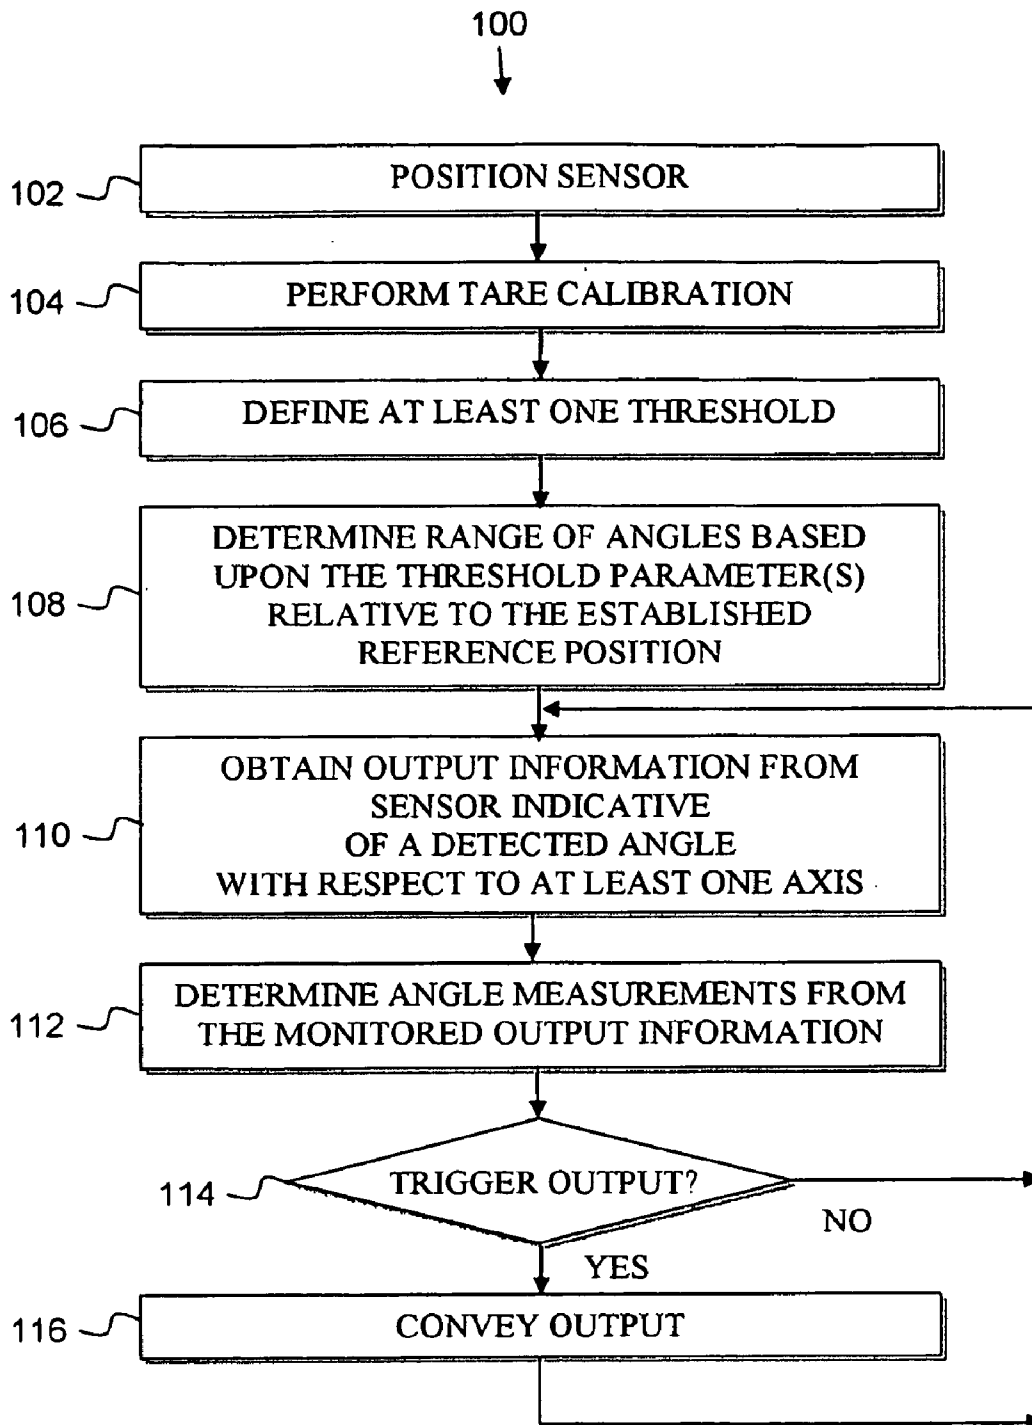 100
102
POSITION SENSOR
104
PERFORM TARE CALIBRATION
106
DEFINE AT LEAST ONE THRESHOLD
108
DETERMINE RANGE OF ANGLES BASED
UPON THE THRESHOLD PARAMETER(S)
RELATIVE TO THE ESTABLISHED
REFERENCE POSITION
110
OBTAIN OUTPUT INFORMATION FROM
SENSOR INDICATIVE
OF A DETECTED ANGLE
WITH RESPECT TO AT LEAST ONE AXIS
112
DETERMINE ANGLE MEASUREMENTS FROM
THE MONITORED OUTPUT INFORMATION
114
TRIGGER OUTPUT?
NO
YES
116
CONVEY OUTPUT